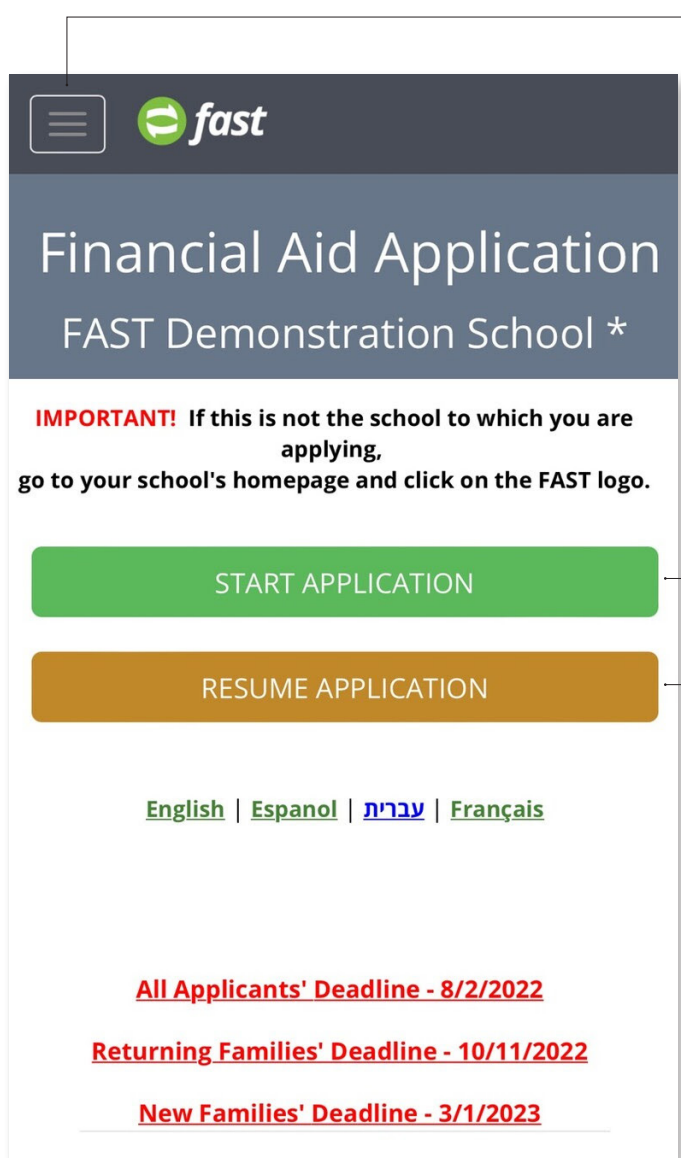 fast
Financial Aid Application
FAST Demonstration School *
IMPORTANT! If this is not the school to which you are
applying,
go to your school's homepage and click on the FAST logo.
START APPLICATION
RESUME APPLICATION
English | Espanol | עברית | Français
All Applicants' Deadline - 8/2/2022
Returning Families' Deadline - 10/11/2022
New Families' Deadline - 3/1/2023